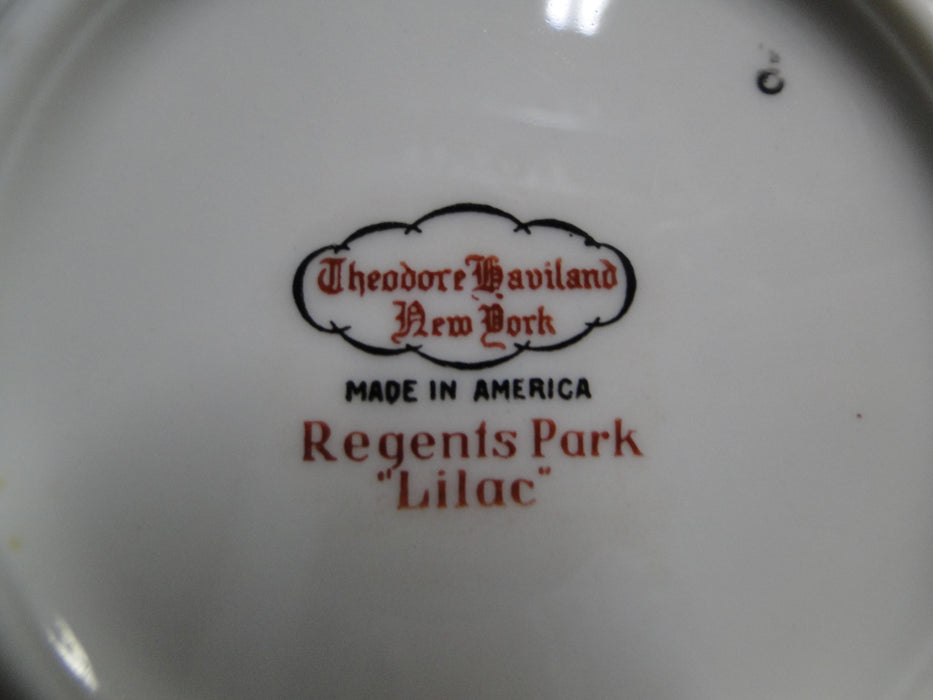 Theodore Haviland
New York
MADE IN AMERICA
Regents Park
"Lilac"